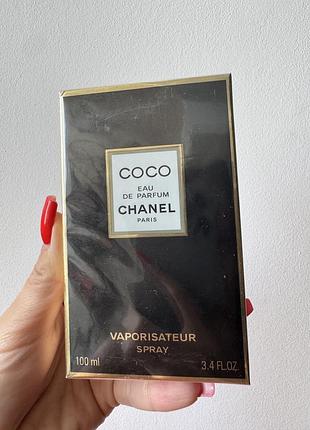 COCO
EAU
DE PARFUM
CHANEL
PARIS
VAPORISATEUR
SPRAY
100 ml 3.4 FL.OZ.